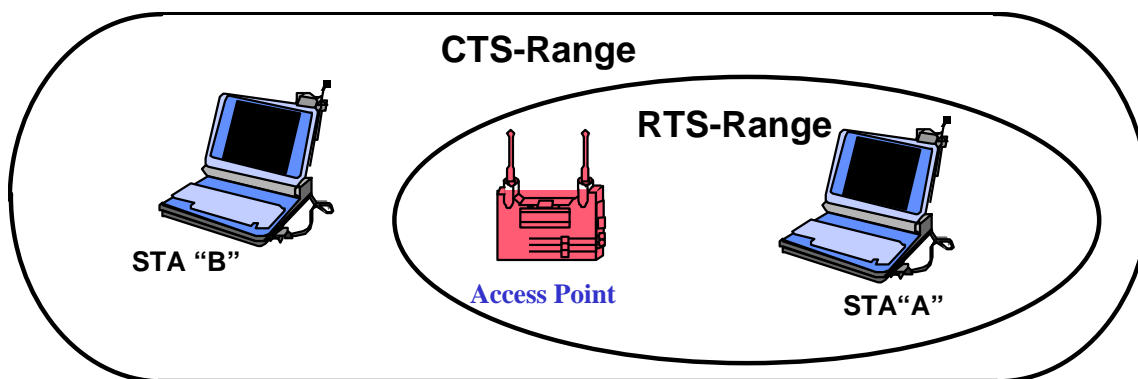 CTS-Range
RTS-Range
STA “B”
Access Point
STA“A”